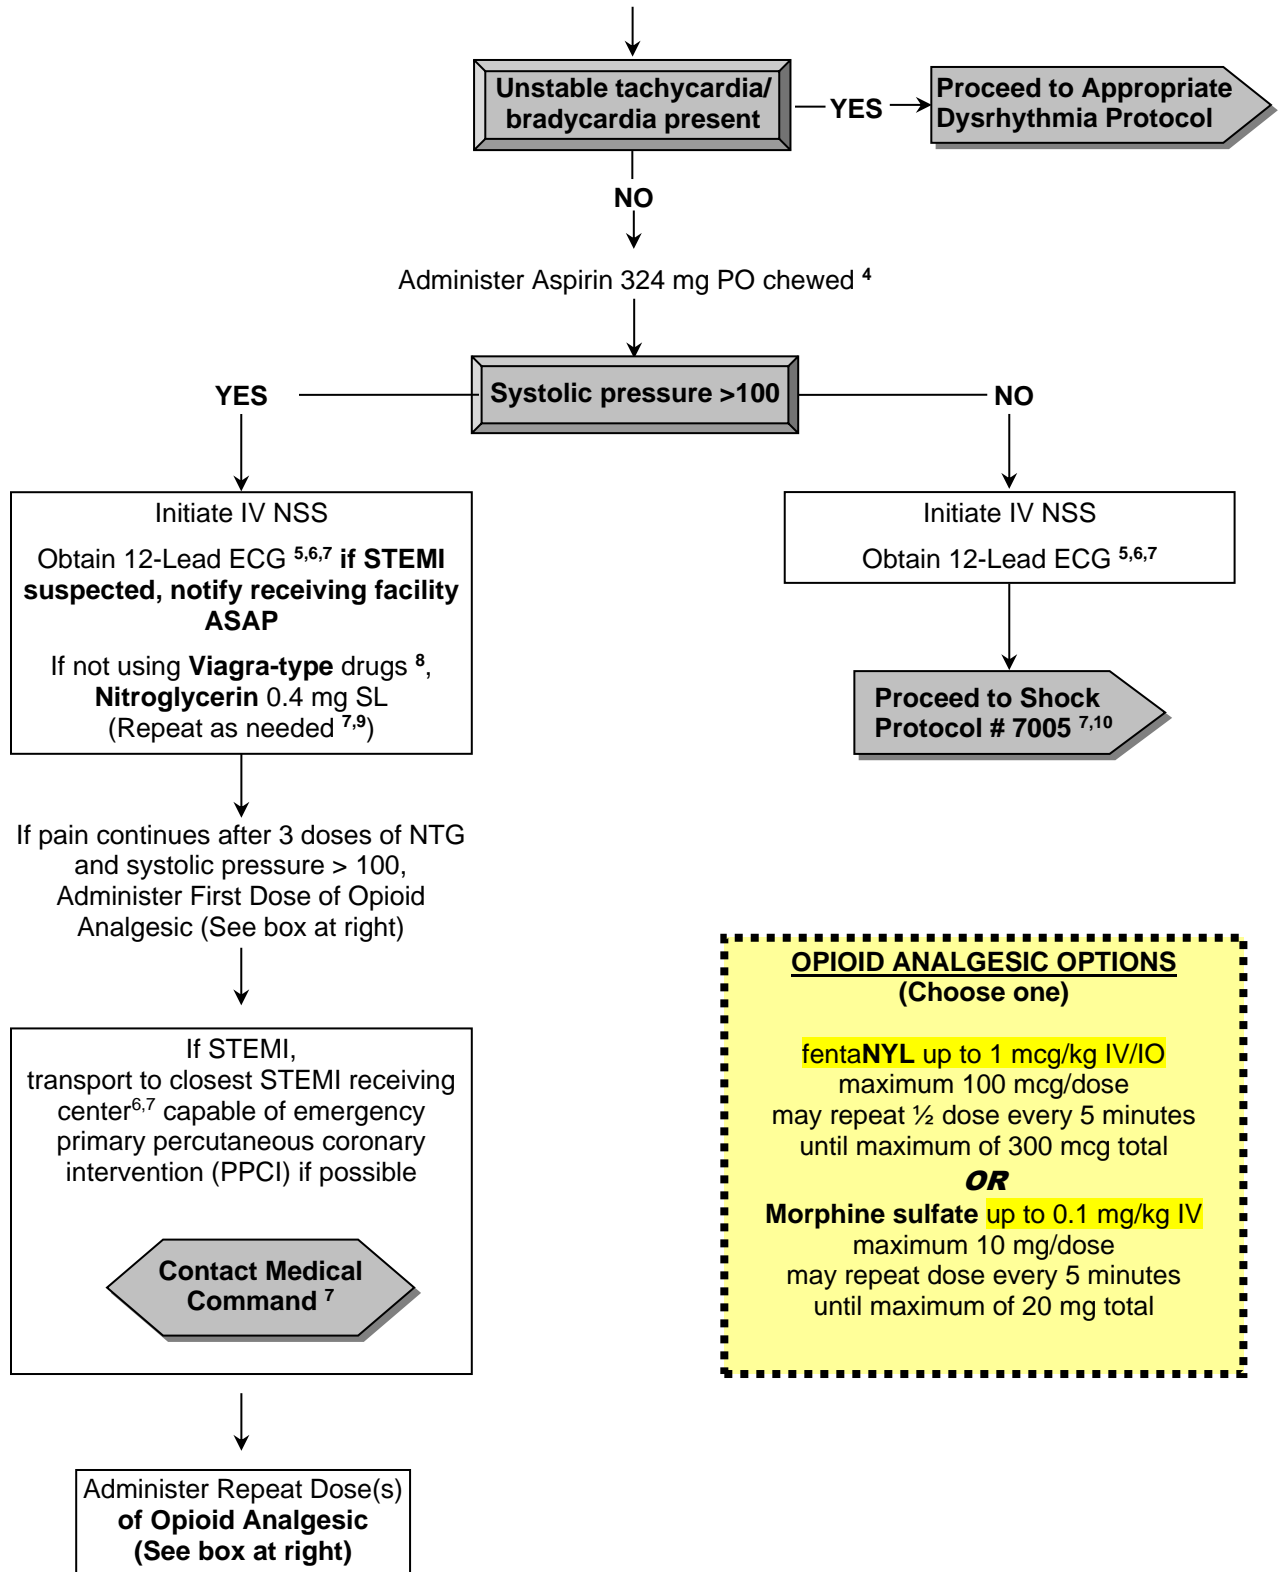 Unstable tachycardia/
bradycardia present
YES
Proceed to Appropriate
Dysrhythmia Protocol
NO
Administer Aspirin 324 mg PO chewed 4
YES
Systolic pressure >100
NO
Initiate IV NSS
Obtain 12-Lead ECG 5,6,7 if STEMI
suspected, notify receiving facility
ASAP
If not using Viagra-type drugs 8,
Nitroglycerin 0.4 mg SL
(Repeat as needed 7,9)
Initiate IV NSS
Obtain 12-Lead ECG 5,6,7
Proceed to Shock
Protocol # 7005 7,10
If pain continues after 3 doses of NTG
and systolic pressure > 100,
Administer First Dose of Opioid
Analgesic (See box at right)
If STEMI,
transport to closest STEMI receiving
center6,7 capable of emergency
primary percutaneous coronary
intervention (PPCI) if possible
Contact Medical
Command 7
Administer Repeat Dose(s)
of Opioid Analgesic
(See box at right)
OPIOID ANALGESIC OPTIONS
(Choose one)
fentaNYL up to 1 mcg/kg IV/IO
maximum 100 mcg/dose
may repeat ½ dose every 5 minutes
until maximum of 300 mcg total
OR
Morphine sulfate up to 0.1 mg/kg IV
maximum 10 mg/dose
may repeat dose every 5 minutes
until maximum of 20 mg total